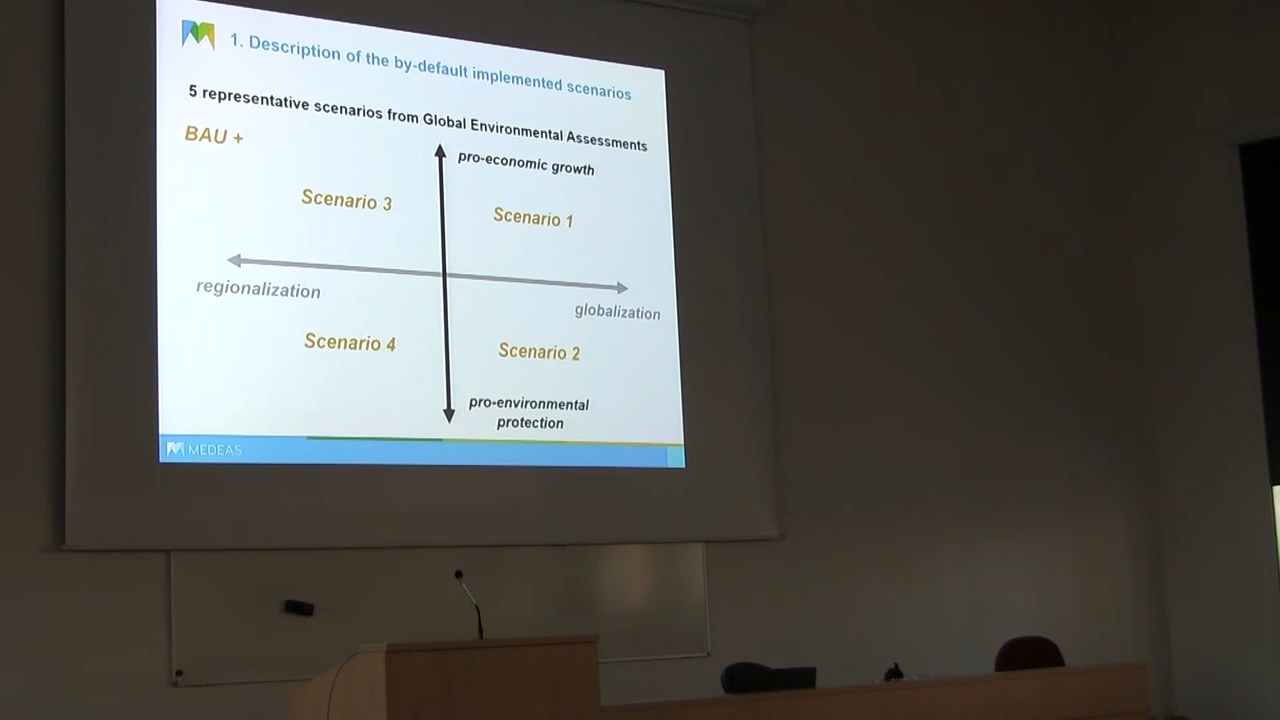 1. Description of the by-default implemented scenarios
5 representative scenarios from Global Environmental Assessments
BAU +
pro-economic growth
Scenario 3
Scenario 1
regionalization
globalization
Scenario 4
Scenario 2
pro-environmental
protection
MEDEAS